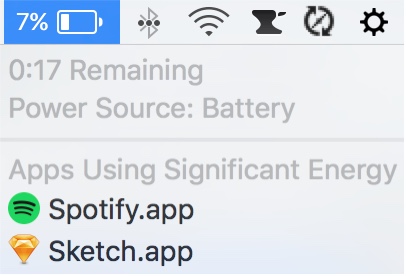 7%
0:17 Remaining
Power Source: Battery
Apps Using Significant Energy
Spotify.app
Sketch.app